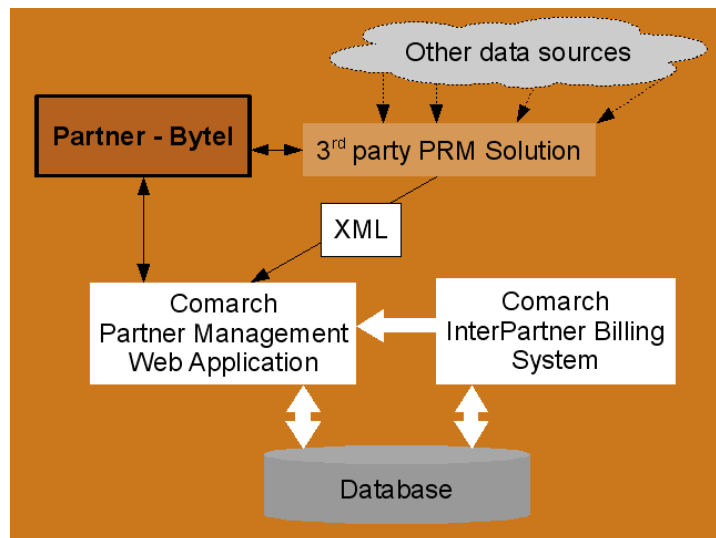 Other data sources
Partner - Bytel
3rd party PRM Solution
XML
Comarch
Partner Management
Web Application
Comarch
InterPartner Billing
System
Database